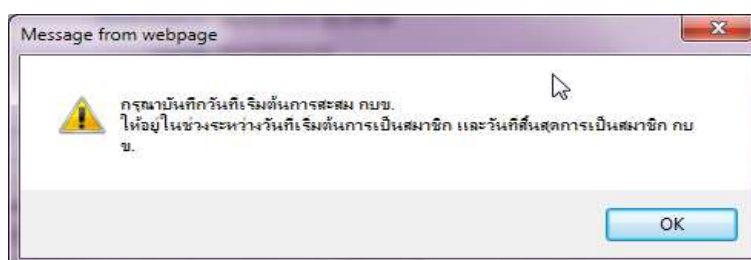 Message from webpage
กรุณาบันทึกวันที่เริ่มต้นการสะสม กบข.
ให้อยู่ในช่วงระหว่างวันที่เริ่มต้นการเป็นสมาชิก และวันที่สิ้นสุดการเป็นสมาชิก กบ
ข.
OK